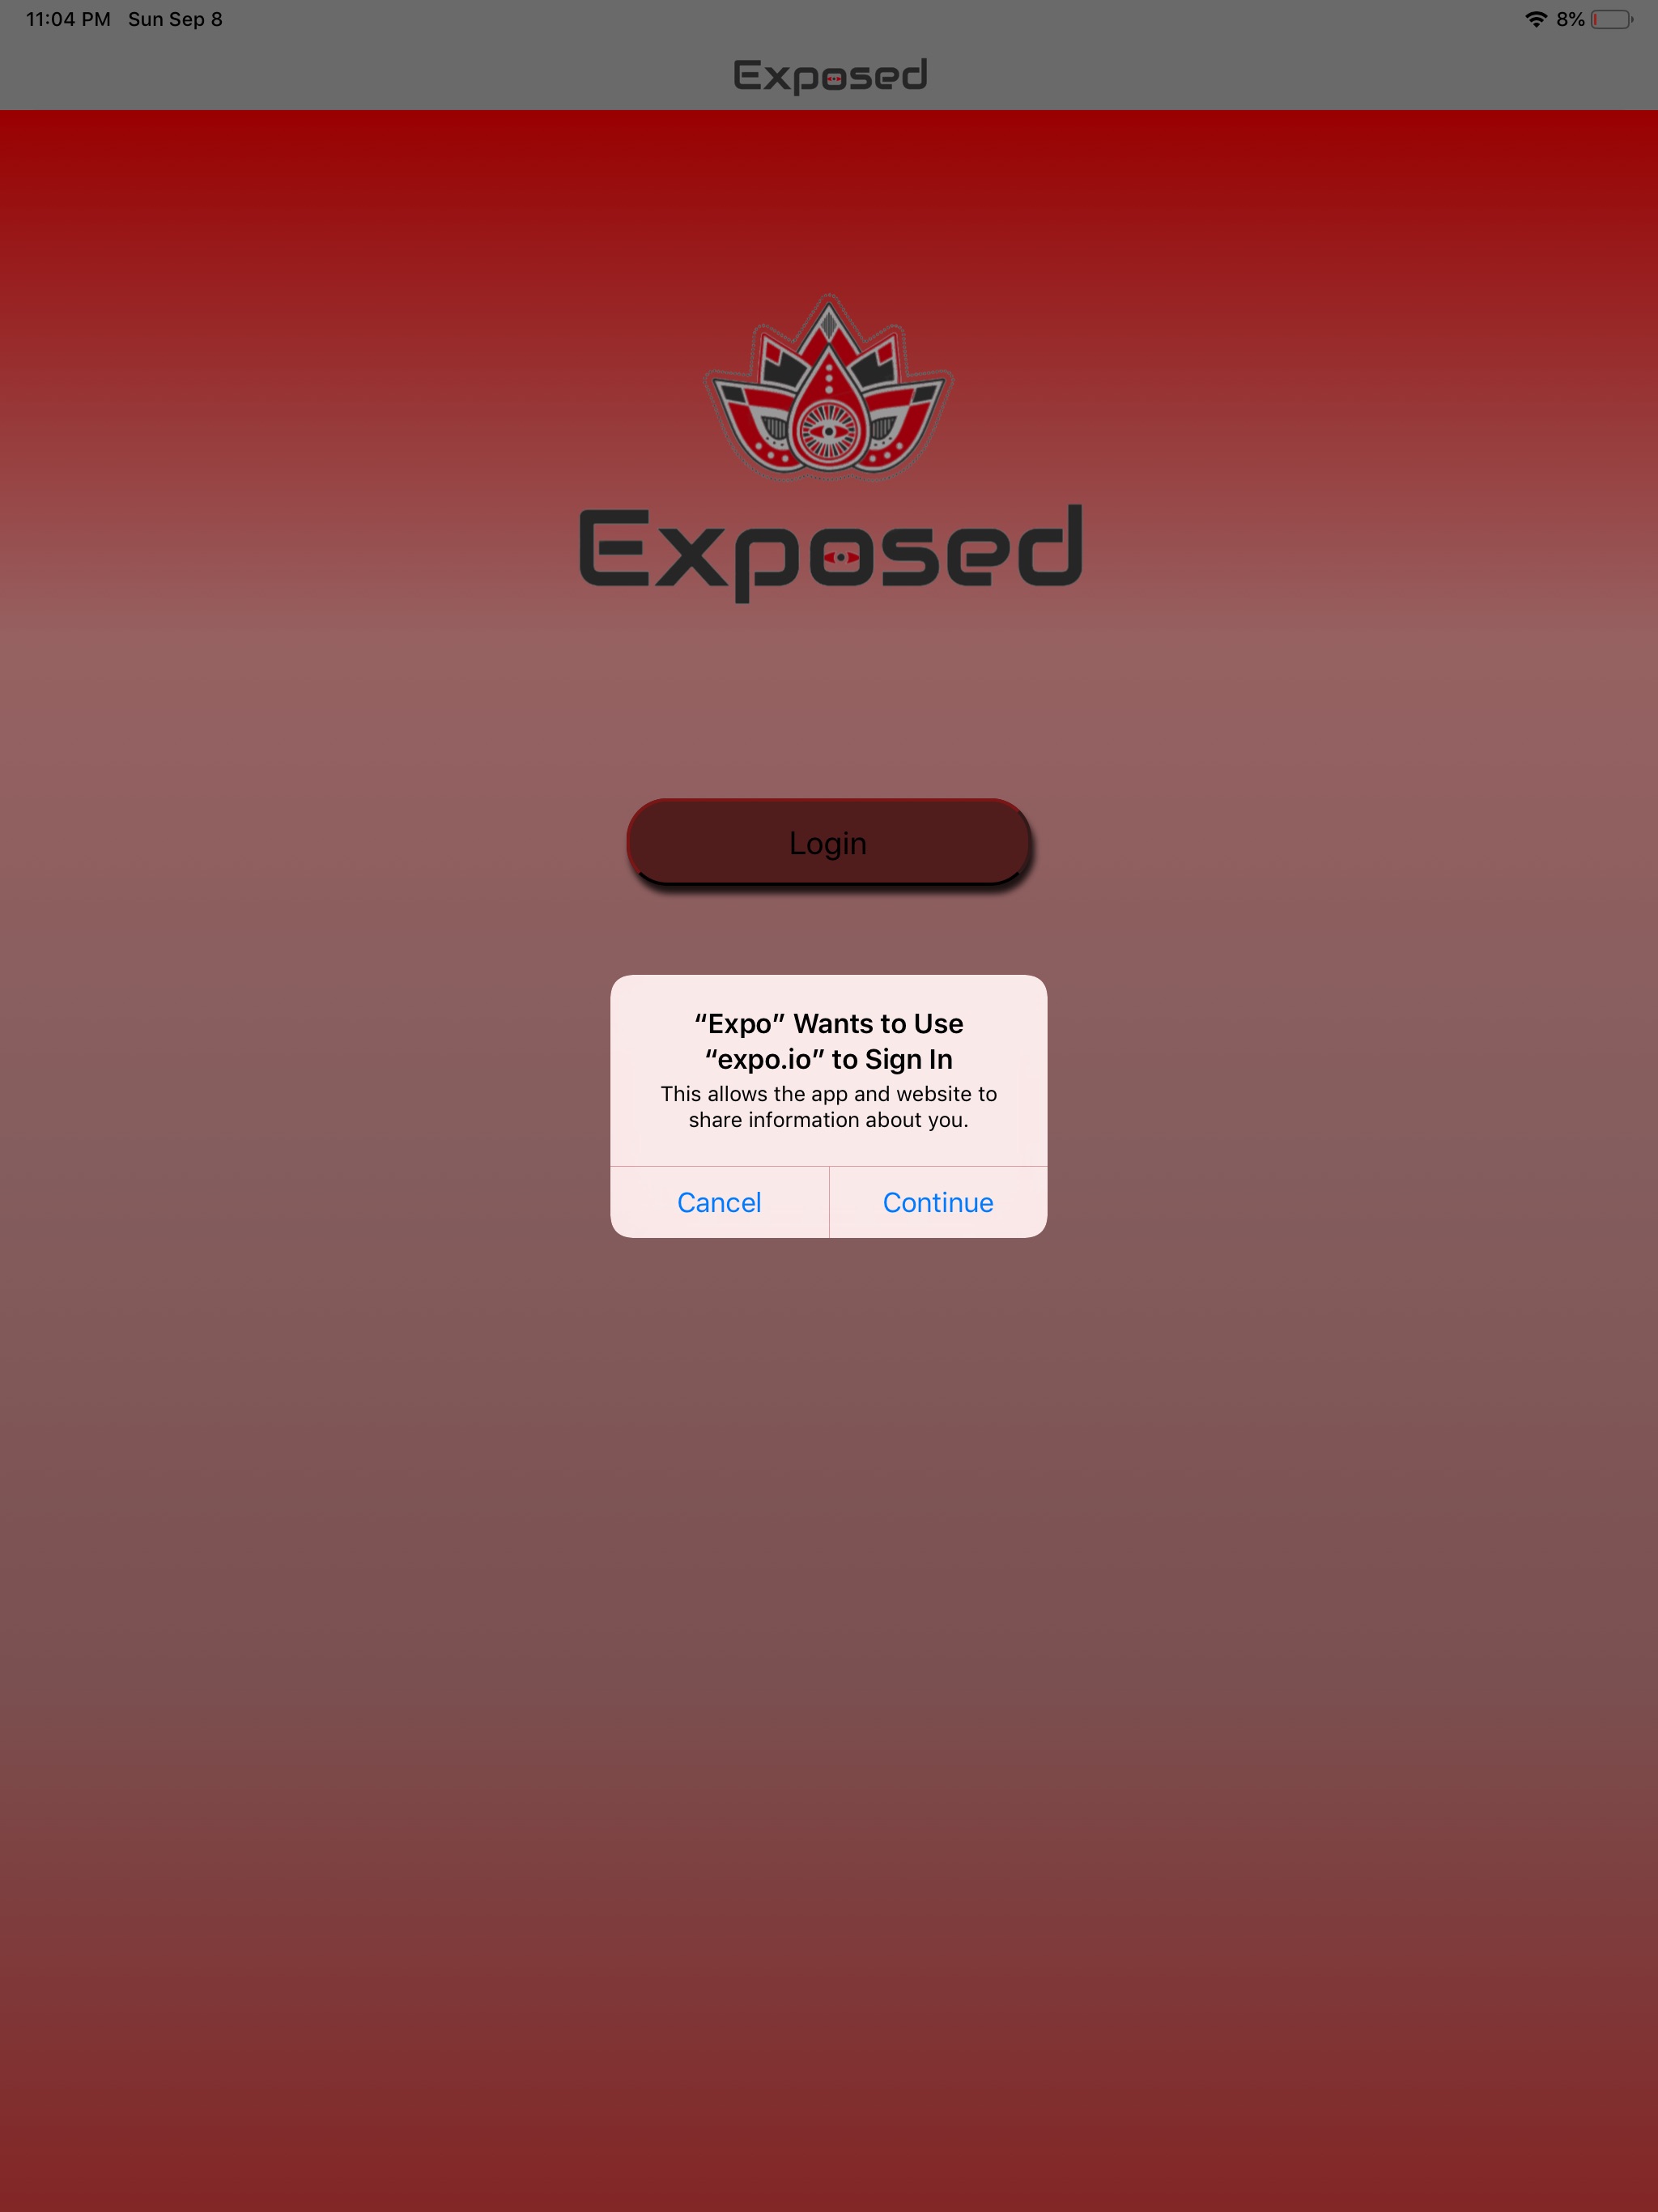 11:04 PM Sun Sep 8
8%
Exposed
Exposed
Login
“Expo” Wants to Use
“expo.io” to Sign In
This allows the app and website to
share information about you.
Cancel
Continue